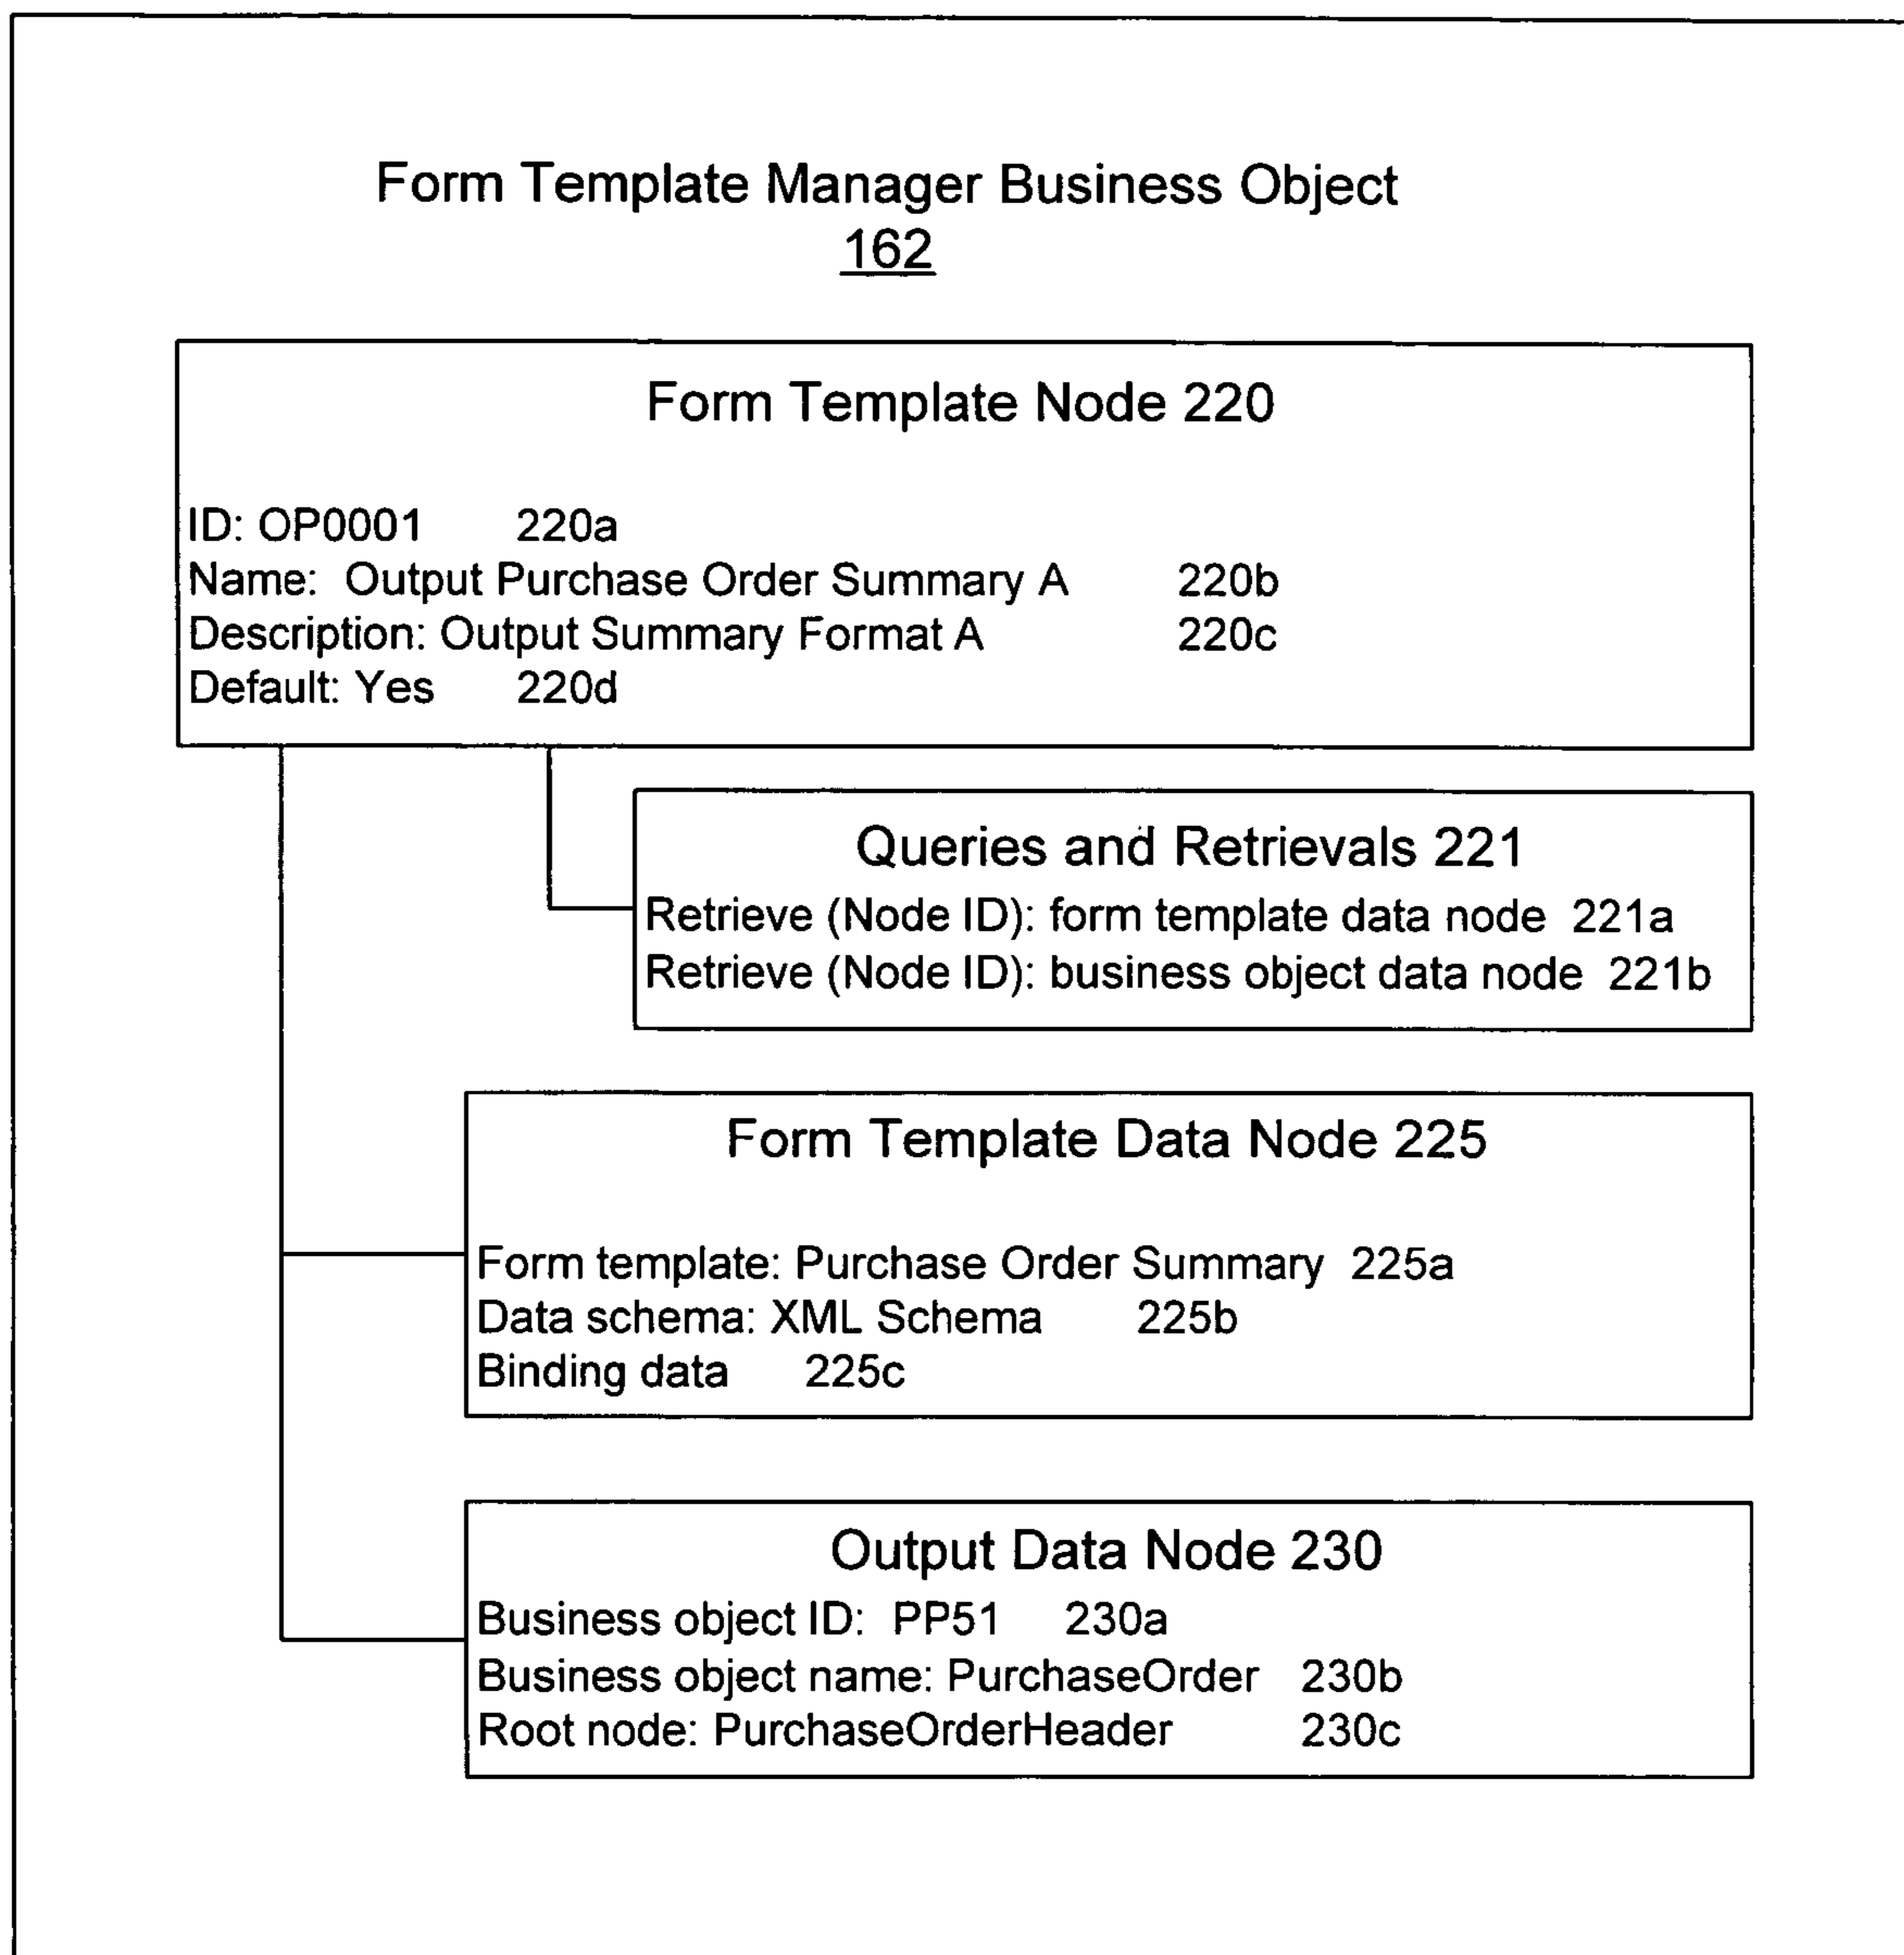 Form Template Manager Business Object
162
Form Template Node 220
ID: OP0001 220a
Name: Output Purchase Order Summary A 220b
Description: Output Summary Format A 220c
Default: Yes 220d
Queries and Retrievals 221
Retrieve (Node ID): form template data node 221a
Retrieve (Node ID): business object data node 221b
Form Template Data Node 225
Form template: Purchase Order Summary 225a
Data schema: XML Schema 225b
Binding data 225c
Output Data Node 230
Business object ID: PP51 230a
Business object name: PurchaseOrder 230b
Root node: PurchaseOrderHeader 230c